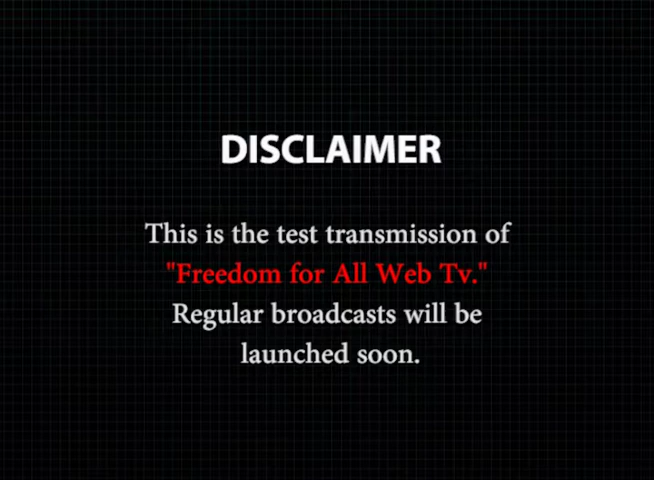 DISCLAIMER
This is the test transmission of
"Freedom for All Web Tv."
Regular broadcasts will be
launched soon.